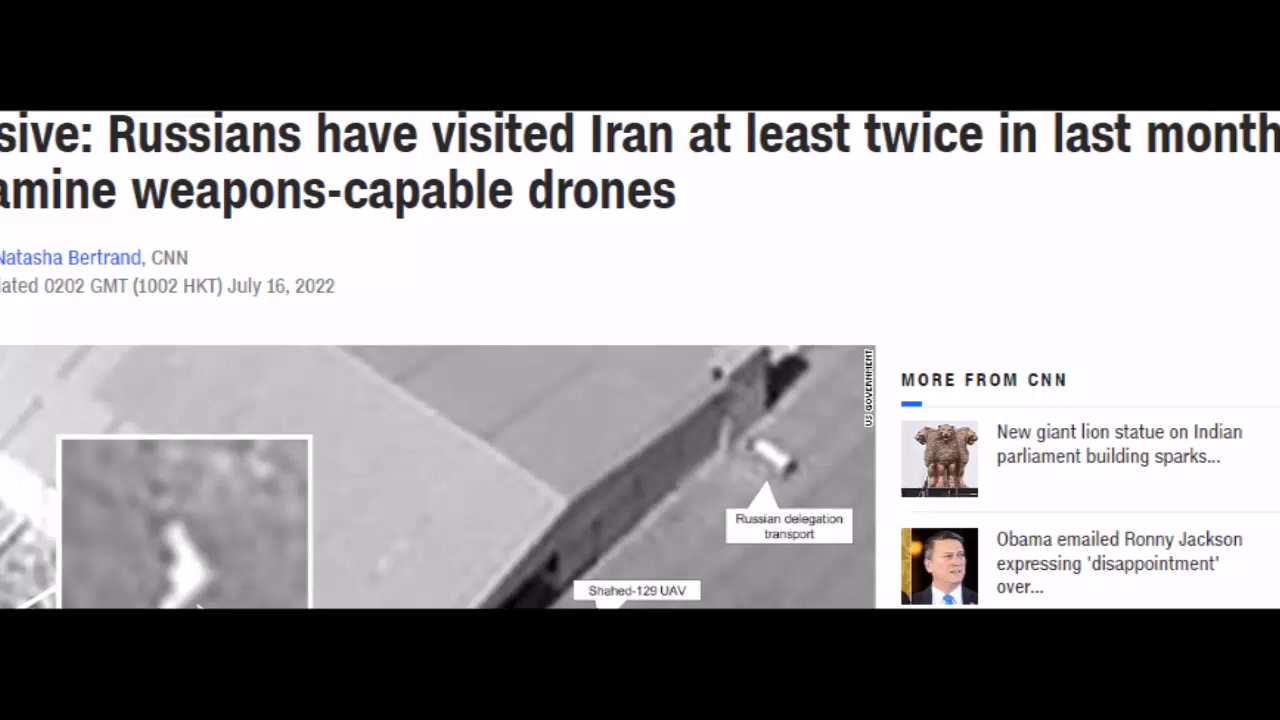 sive: Russians have visited Iran at least twice in last month
amine weapons-capable drones
Natasha Bertrand, CNN
ated 0202 GMT (1002 HKT) July 16, 2022
US GOVERNMENT
MORE FROM CNN
New giant lion statue on Indian
parliament building sparks...
Russian delegation
transport
Obama emailed Ronny Jackson
expressing 'disappointment'
over...
Shahed-129 UAV